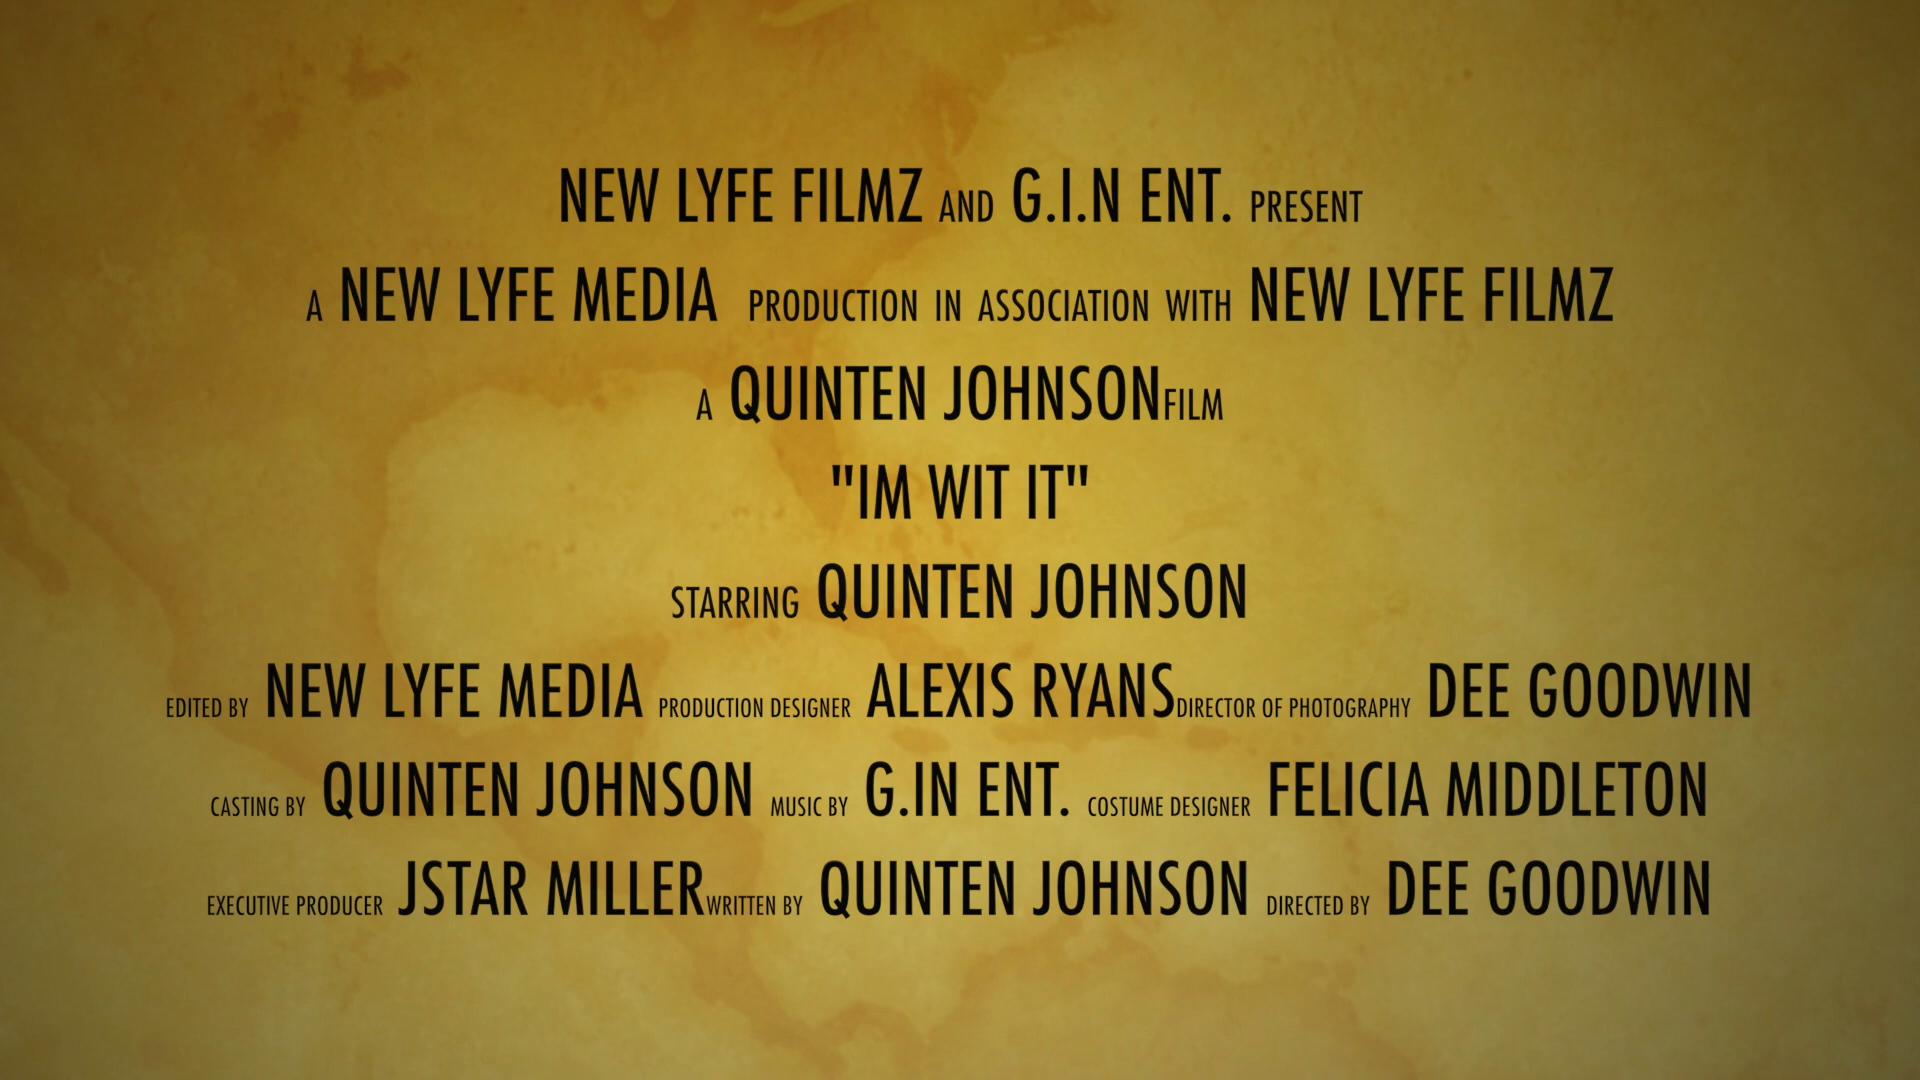 NEW LYFE FILMZ AND G.I.N ENT. PRESENT
A NEW LYFE MEDIA PRODUCTION IN ASSOCIATION WITH NEW LYFE FILMZ
A QUINTEN JOHNSONFILM
"IM WIT IT"
STARRING QUINTEN JOHNSON
EDITED BY NEW LYFE MEDIA PRODUCTION DESIGNER ALEXIS RYANSDIRECTOR OF PHOTOGRAPHY DEE GOODWIN
CASTING BY QUINTEN JOHNSON MUSIC BY G.IN ENT. COSTUME DESIGNER FELICIA MIDDLETON
EXECUTIVE PRODUCER JSTAR MILLERWRITTEN BY QUINTEN JOHNSON DIRECTED BY DEE GOODWIN